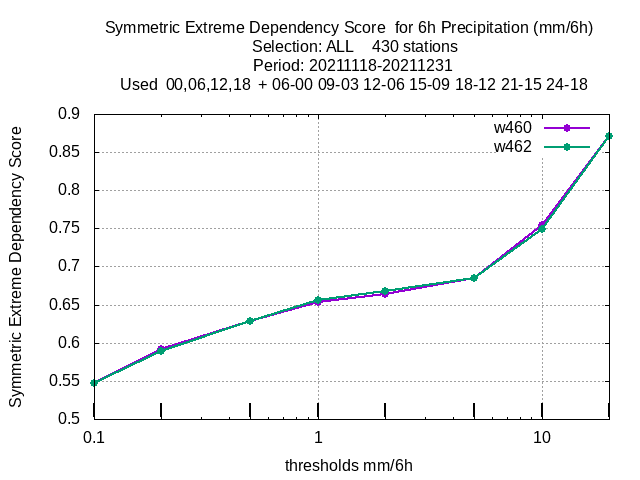 Symmetric Extreme Dependency Score  for 6h Precipitation (mm/6h)
Selection: ALL    430 stations
Period: 20211118-20211231
Used  00,06,12,18  + 06-00 09-03 12-06 15-09 18-12 21-15 24-18
Symmetric Extreme Dependency Score
0.9
0.85
0.8
0.75
0.7
0.65
0.6
0.55
0.5
w460
w462
0.1
1
10
thresholds mm/6h